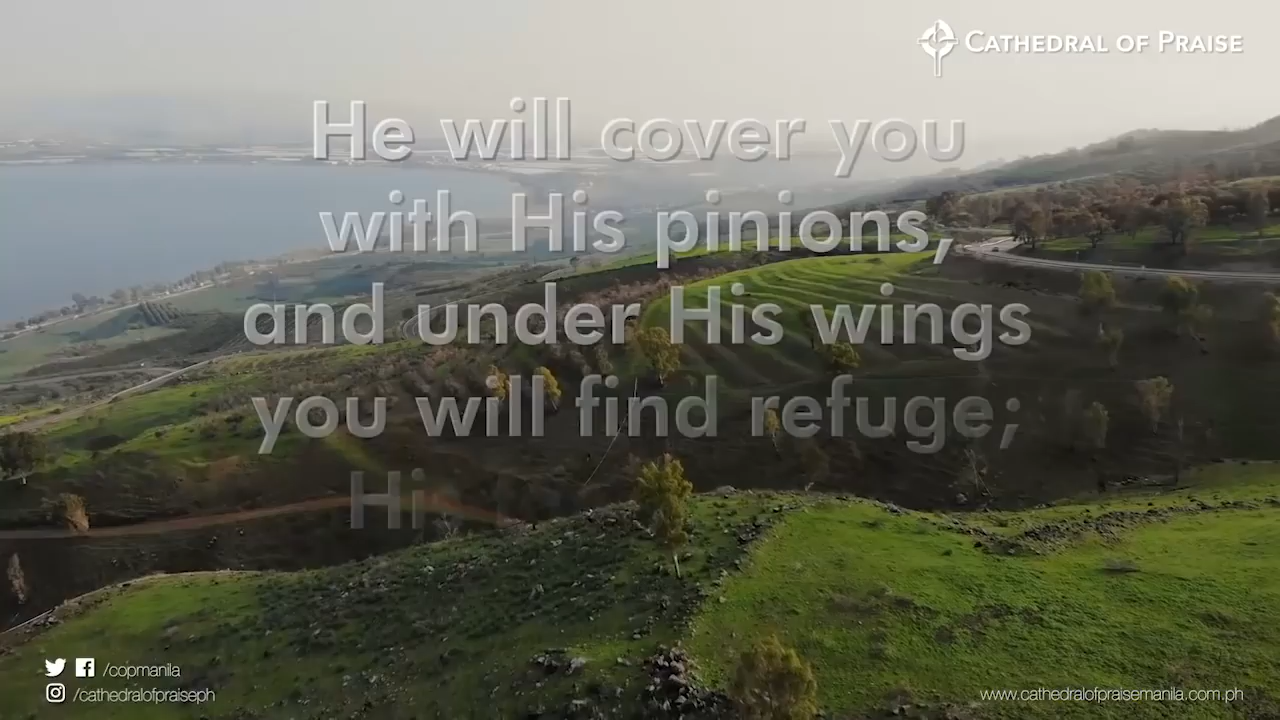 CATHEDRAL OF PRAISE
He will cover you
with His pinions,
and under His wings
you will find refuge;
Hi
/copmanila
/cathedralofpraiseph
www.cathedralofpraisemanila.com.ph